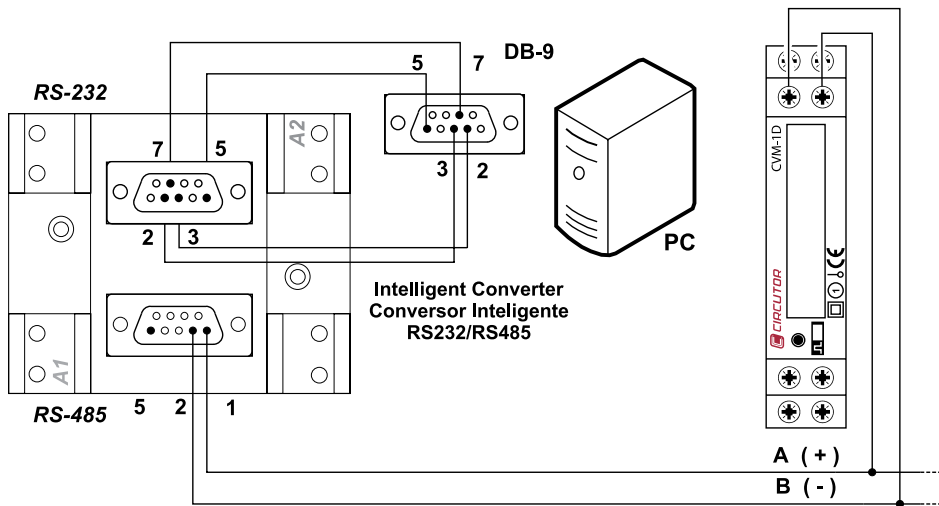 DB-9
5
7
RS-232
A2
7
5
3
2
2
3
PC
CVM-1D
CIRCUTOR
1
CE
Intelligent Converter
Conversor Inteligente
RS232/RS485
A1
RS-485
5
2
1
A (+)
B (-)